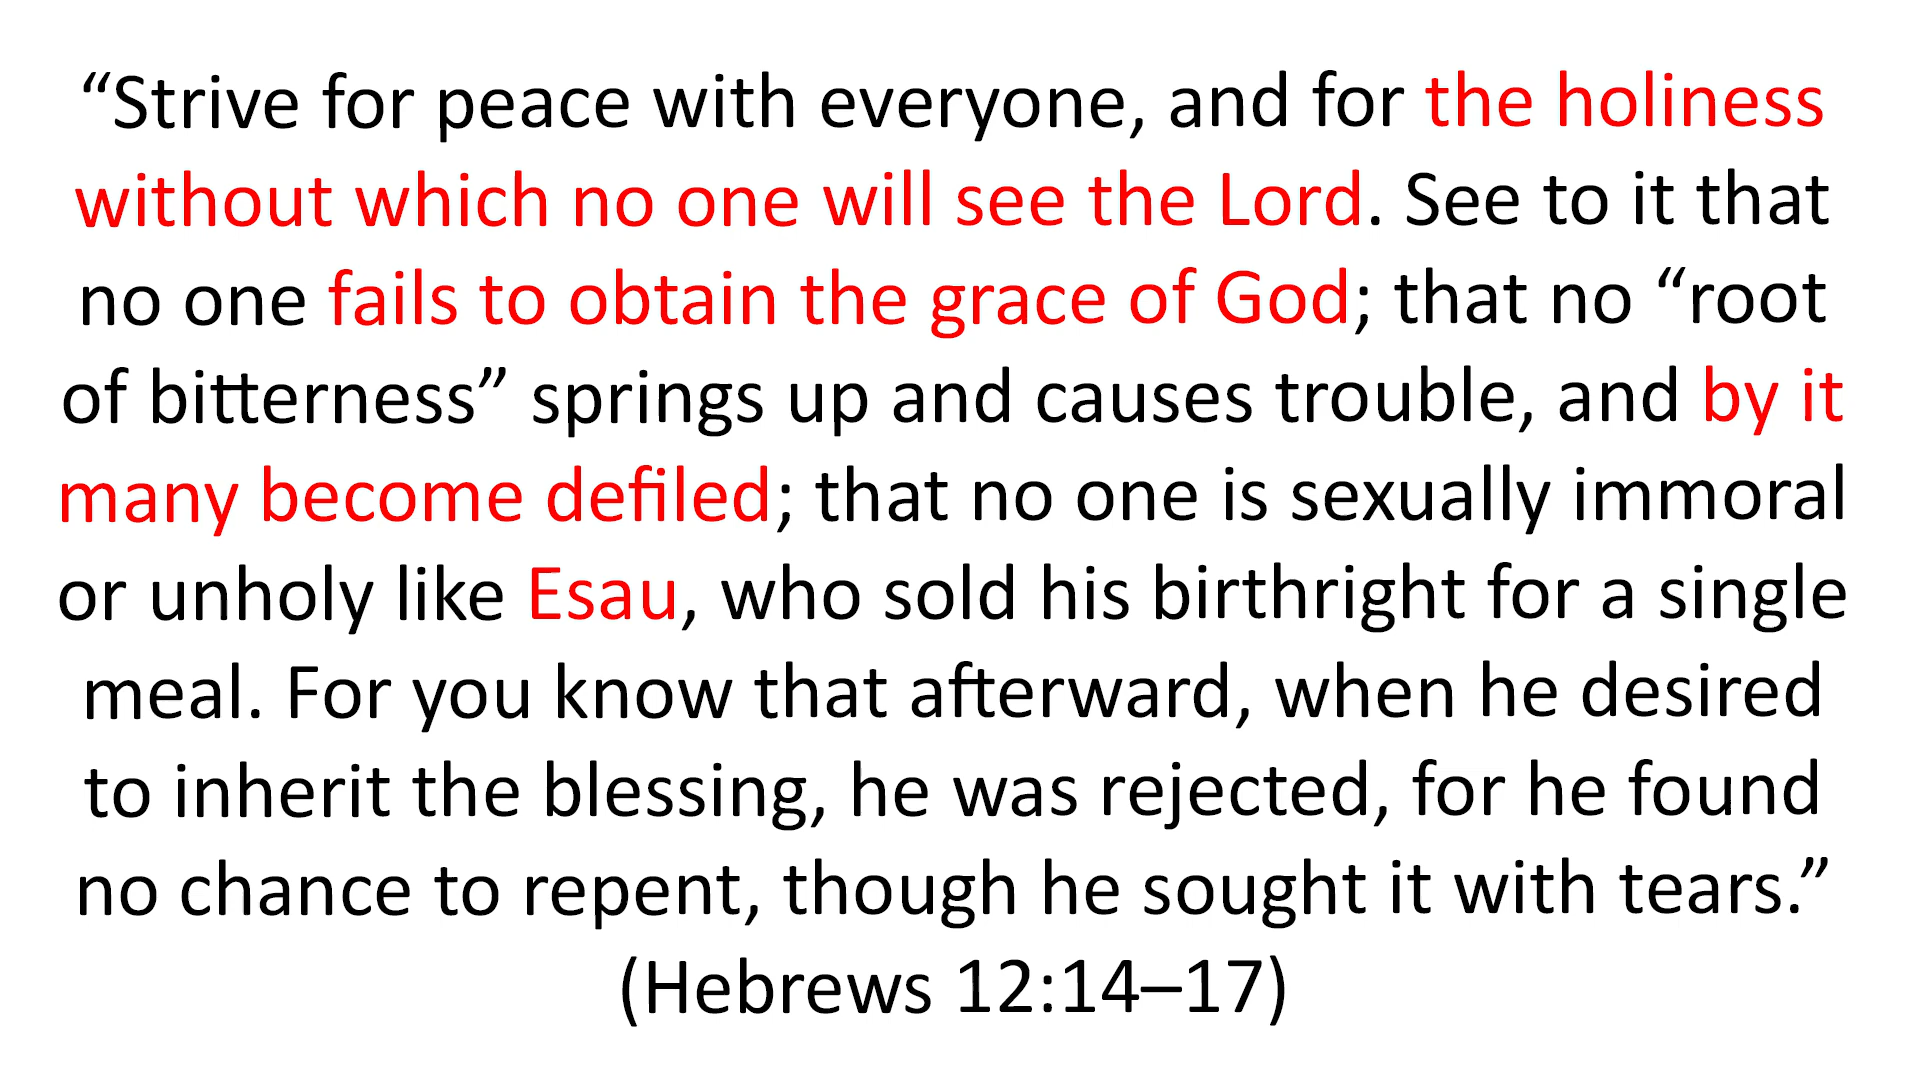 “Strive for peace with everyone, and for the holiness
without which no one will see the Lord. See to it that
no one fails to obtain the grace of God; that no “root
of bitterness” springs up and causes trouble, and by it
many become defiled; that no one is sexually immoral
or unholy like Esau, who sold his birthright for a single
meal. For you know that afterward, when he desired
to inherit the blessing, he was rejected, for he found
no chance to repent, though he sought it with tears.”
(Hebrews 12:14–17)